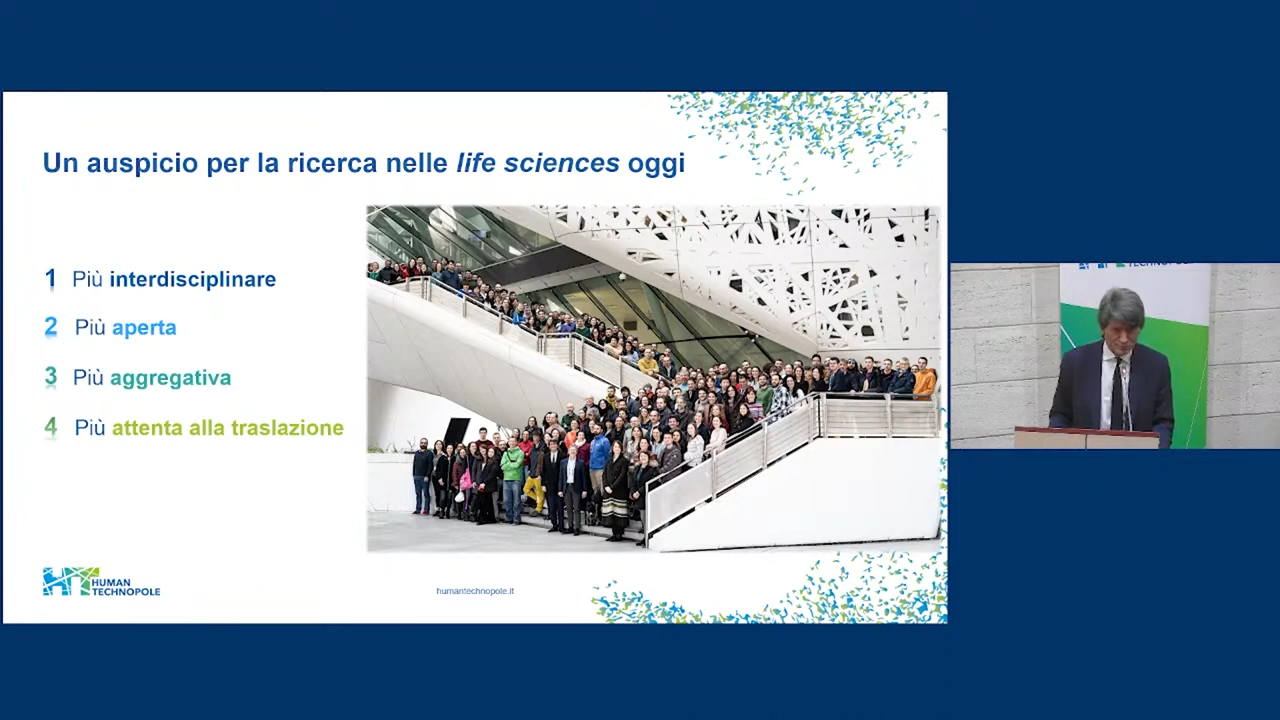 Un auspicio per la ricerca nelle life sciences oggi
1 Più interdisciplinare
2 Più aperta
3 Più aggregativa
4 Più attenta alla traslazione
HUMAN
TECHNOPOLE
humantechnopole.it
TECHNOPOLE